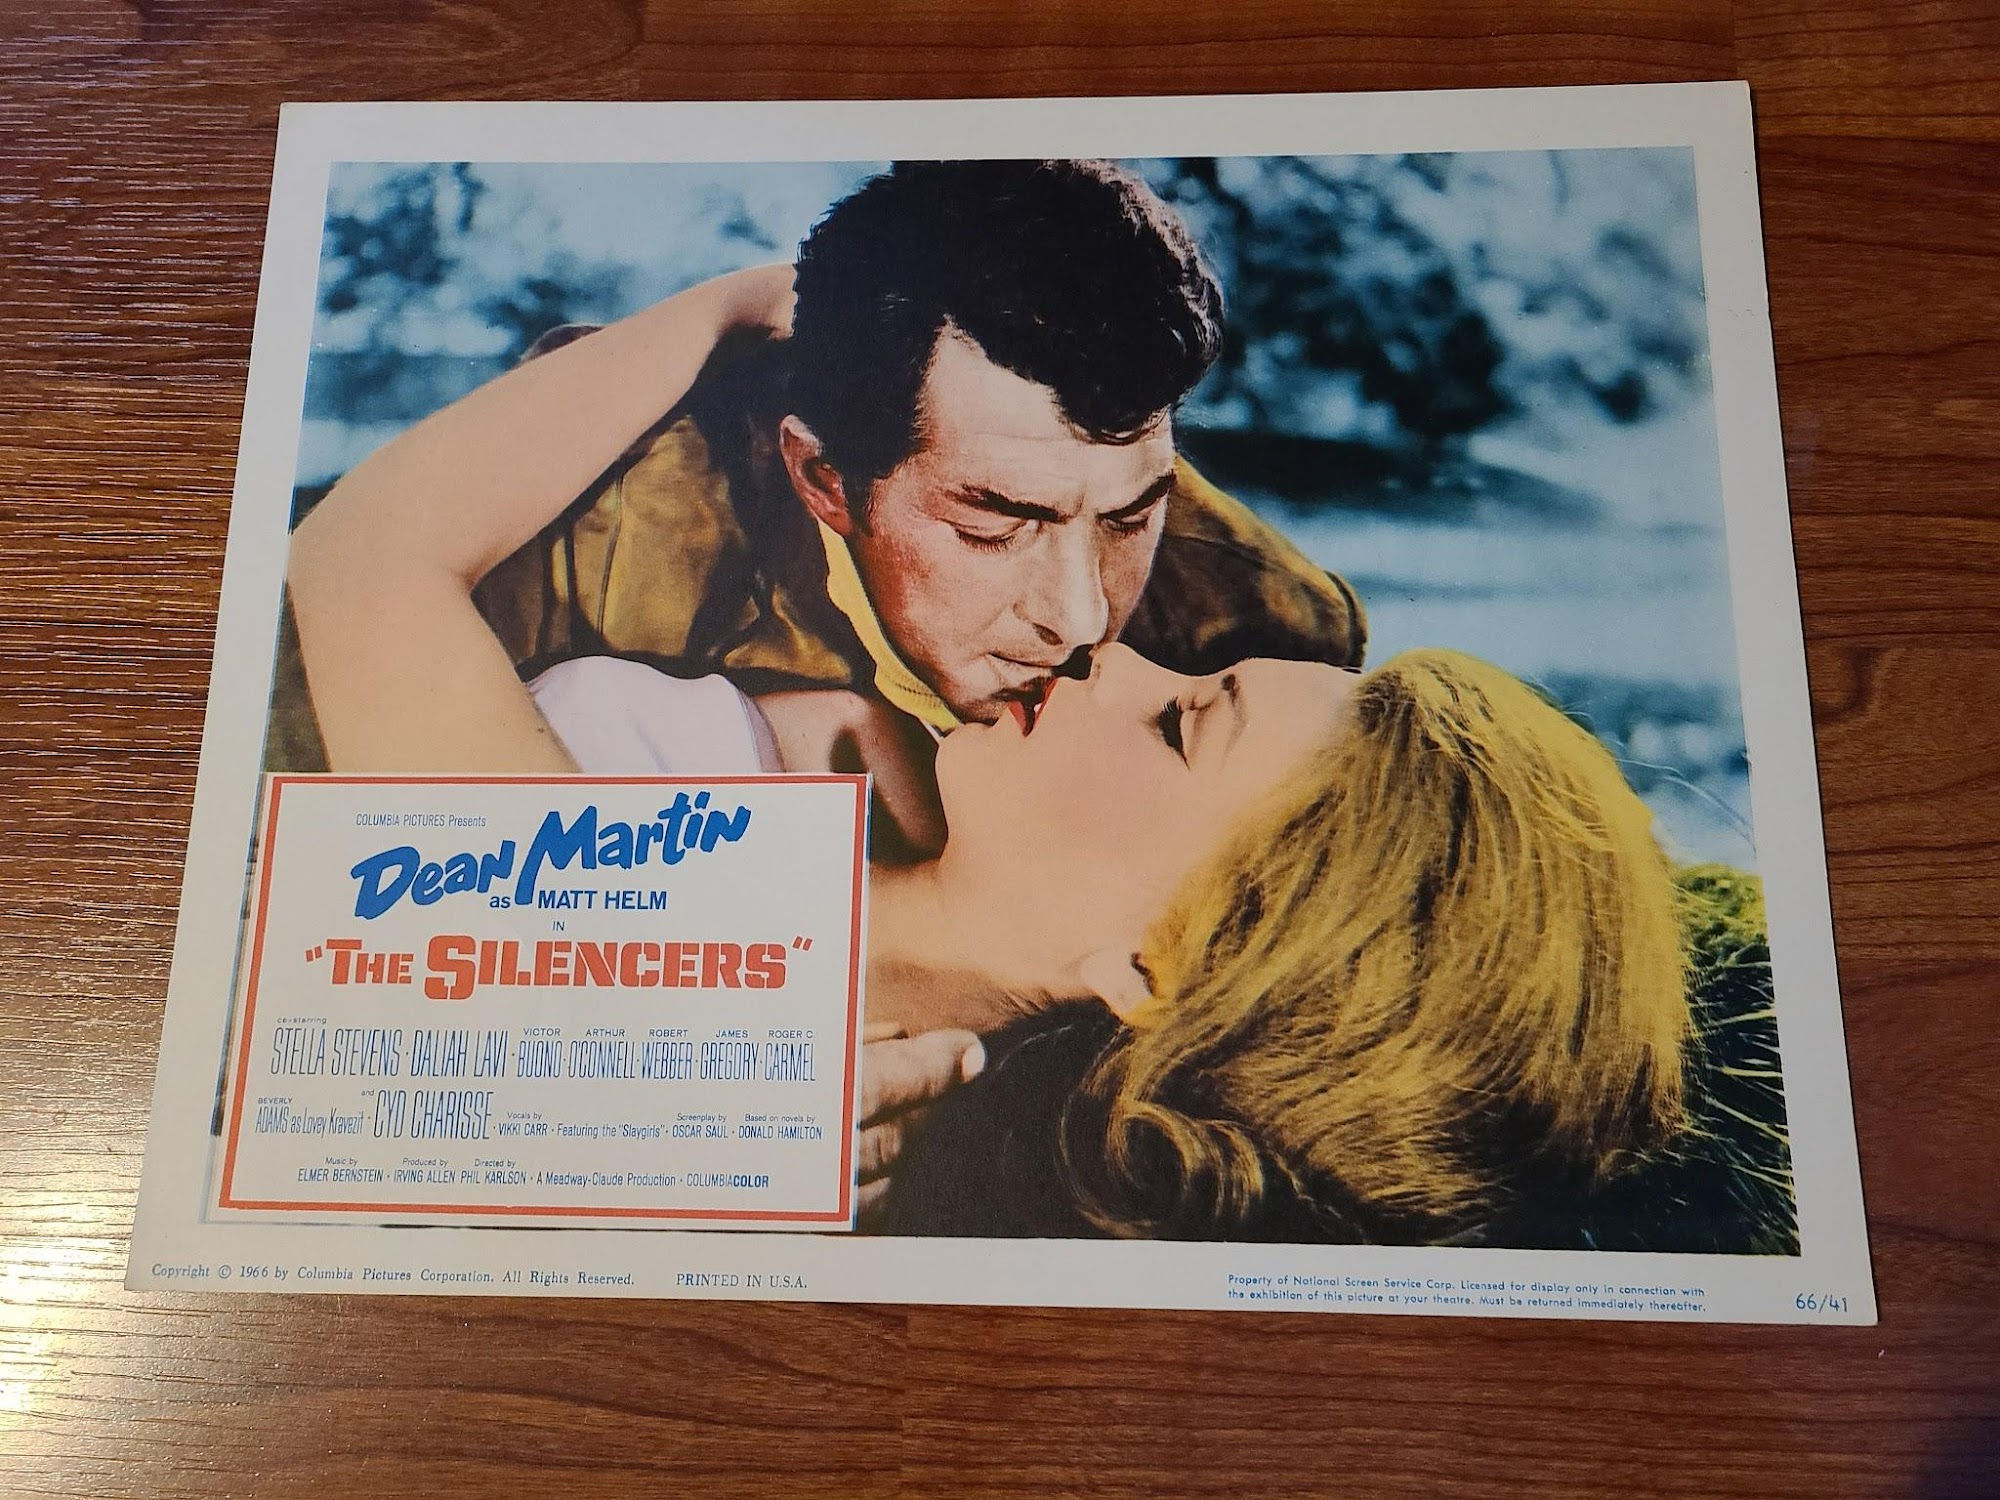 COLUMBIA PICTURES Presents
Dean Martin
as MATT HELM
IN
"THE SILENCERS"
co-starring
STELLA STEVENS · DALIAH LAVI · VICTOR BUONO · ARTHUR O'CONNELL · ROBERT WEBBER · JAMES GREGORY · ROGER C. CARMEL
BEVERLY ADAMS as Lovey Kravezit · and CYD CHARISSE · Vocals by VIKKI CARR · Featuring the "Slaygirls" · Screenplay by OSCAR SAUL · Based on novels by DONALD HAMILTON
Music by ELMER BERNSTEIN · Produced by IRVING ALLEN Directed by PHIL KARLSON · A Meadway-Claude Production · COLUMBIACOLOR
Copyright © 1966 by Columbia Pictures Corporation. All Rights Reserved. PRINTED IN U.S.A.
Property of National Screen Service Corp. Licensed for display only in connection with
the exhibition of this picture at your theatre. Must be returned immediately thereafter.
66/41